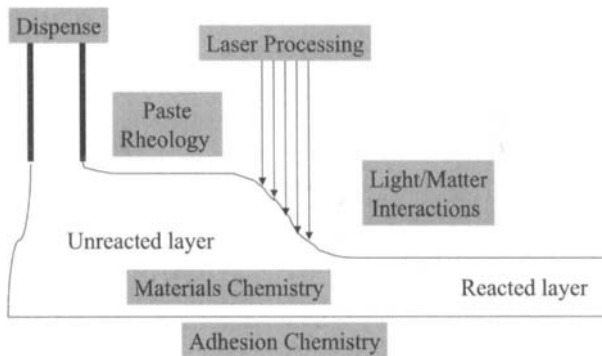 Dispense
Laser Processing
Paste
Rheology
Light/Matter
Interactions
Unreacted layer
Materials Chemistry
Reacted layer
Adhesion Chemistry